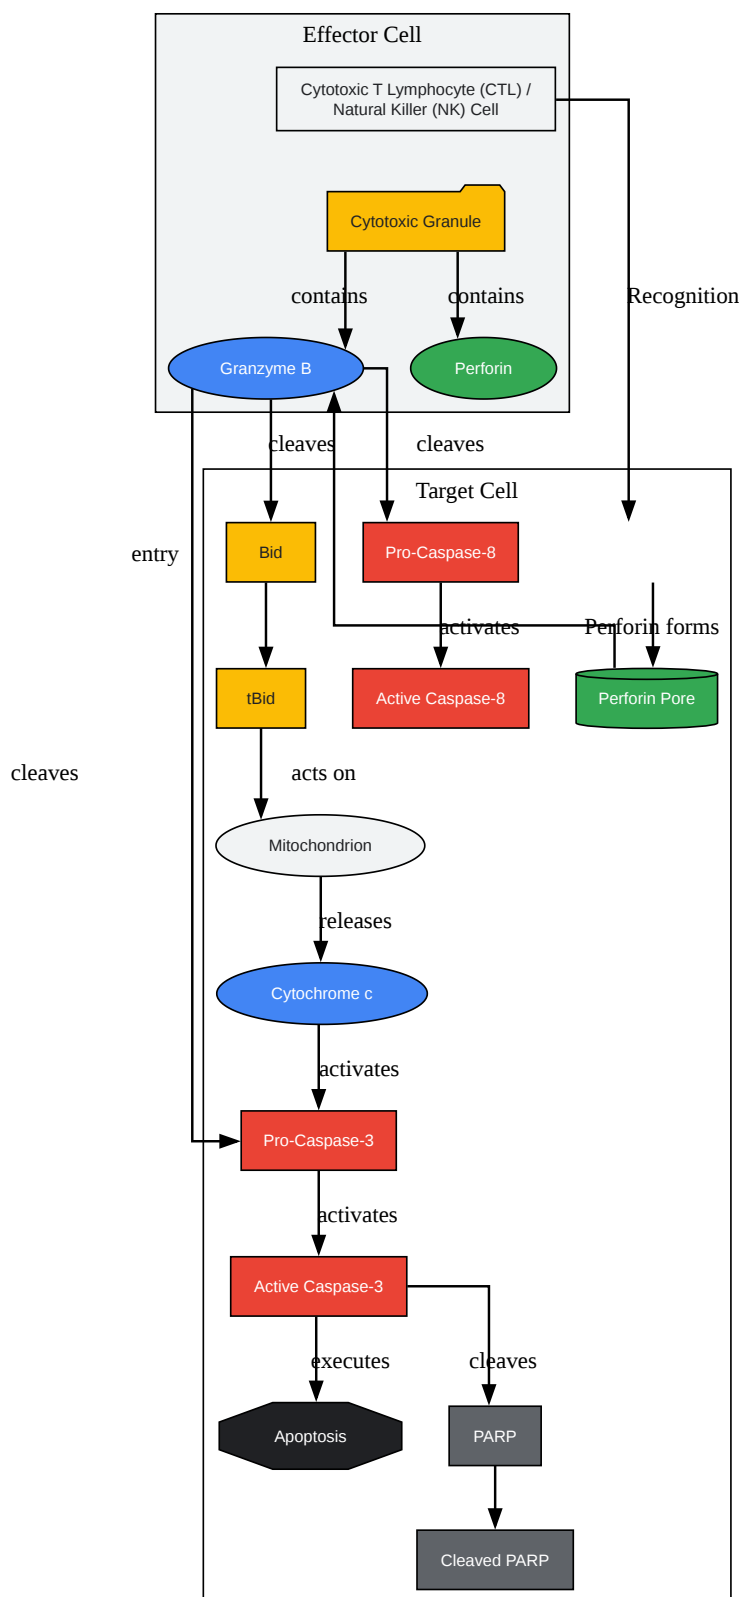 Effector Cell
Cytotoxic T Lymphocyte (CTL) /
Natural Killer (NK) Cell
Cytotoxic Granule
contains
contains
Recognition
Granzyme B
Perforin
cleaves
cleaves
Target Cell
entry
Bid
Pro-Caspase-8
activates
Perforin forms
tBid
Active Caspase-8
Perforin Pore
cleaves
acts on
Mitochondrion
releases
Cytochrome c
activates
Pro-Caspase-3
activates
Active Caspase-3
executes
cleaves
Apoptosis
PARP
Cleaved PARP